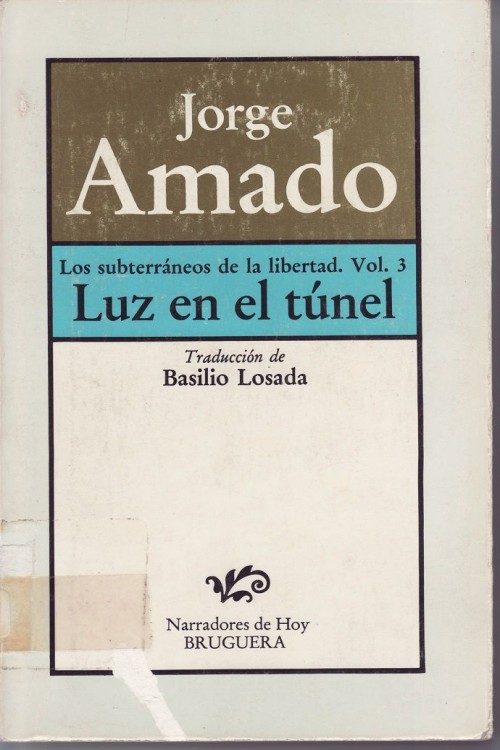 Jorge
Amado
Los subterráneos de la libertad. Vol. 3
Luz en el túnel
Traducción de
Basilio Losada
Narradores de Hoy
BRUGUERA